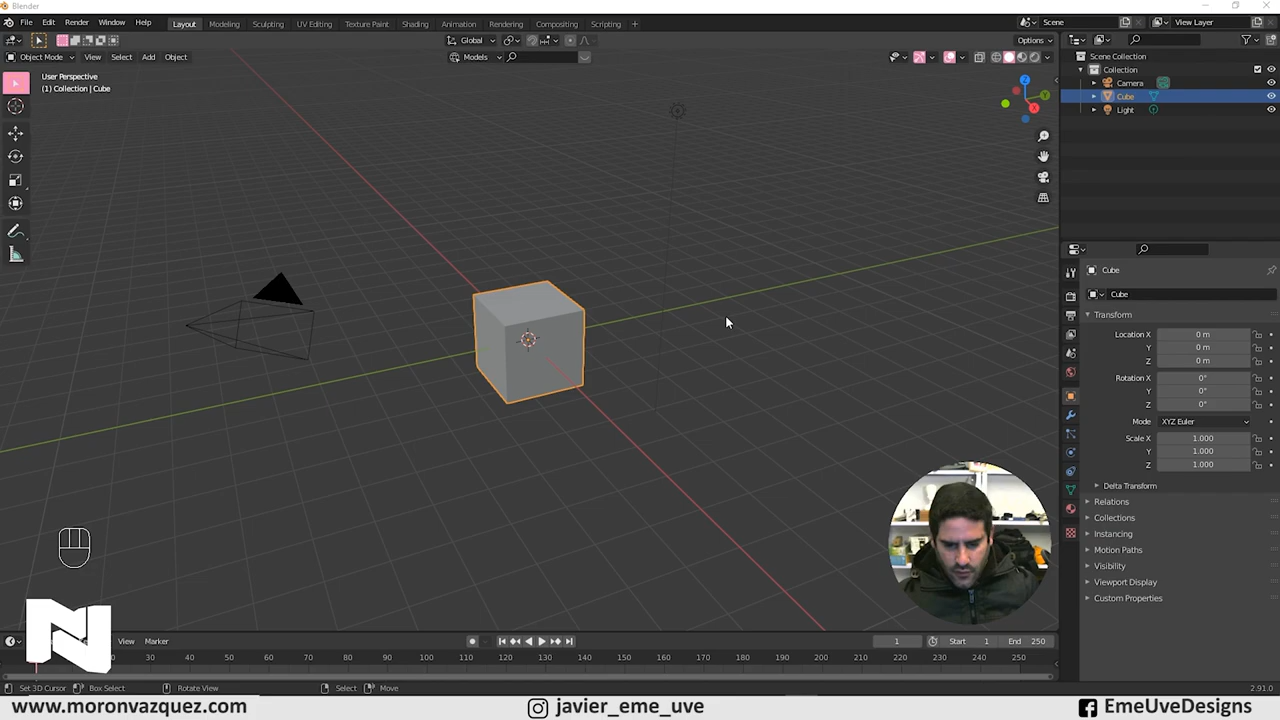 Blender
File Edit Render Window Help Layout Modeling Sculpting UV Editing Texture Paint Shading Animation Rendering Compositing Scripting + Scene View Layer
Global Options
Object Mode View Select Add Object Models
User Perspective
(1) Collection | Cube
Z
Y
X
Scene Collection
Collection
Camera
Cube
Light
Cube
Cube
Transform
Location X 0 m
Y 0 m
Z 0 m
Rotation X 0°
Y 0°
Z 0°
Mode XYZ Euler
Scale X 1.000
Y 1.000
Z 1.000
Delta Transform
Relations
Collections
Instancing
Motion Paths
Visibility
Viewport Display
Custom Properties
View Marker 1 Start 1 End 250
20 30 40 50 60 70 80 90 100 110 120 130 140 150 160 170 180 190 200 210 220 230 240 250
Set 3D Cursor Box Select Rotate View Select Move 2.91.0
www.moronvazquez.com javier_eme_uve EmeUveDesigns